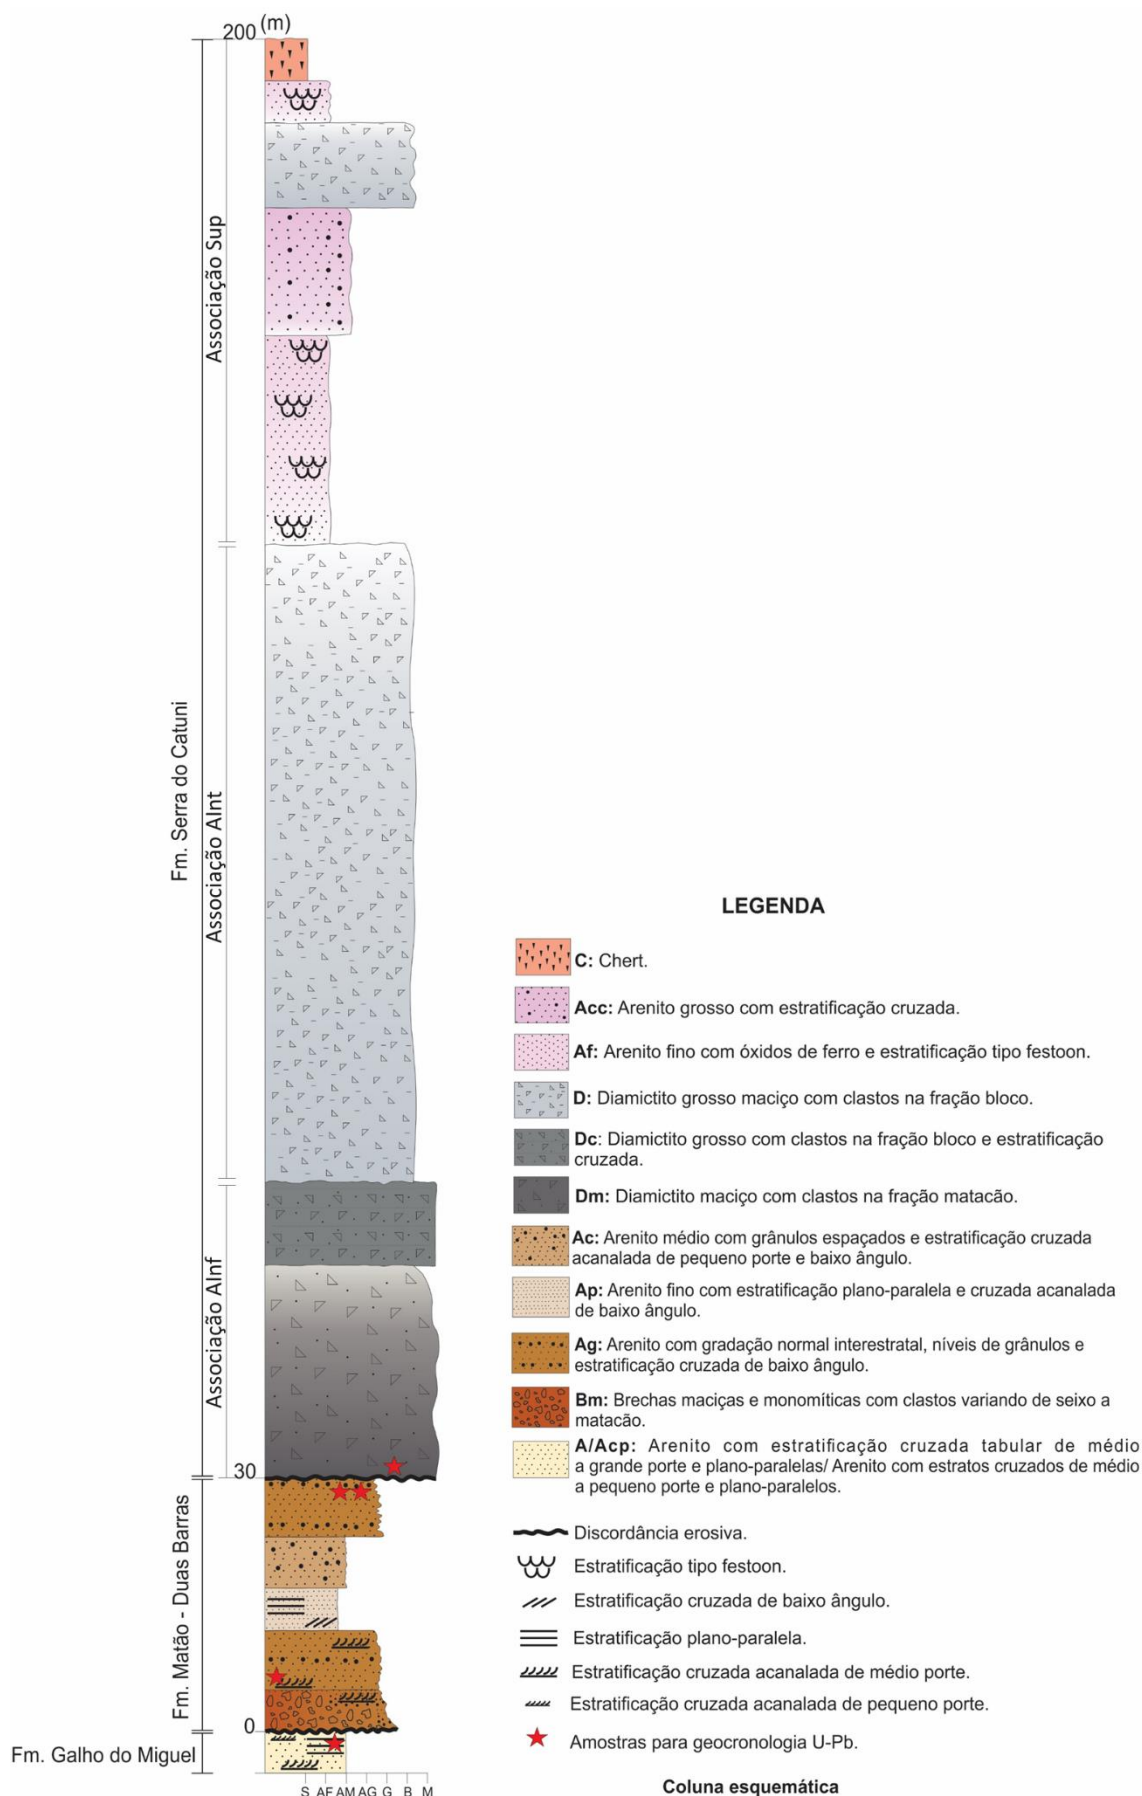 200 (m)
Associação Sup
Fm. Serra do Catuni
Associação AInt
Associação AInf
30
Fm. Matão - Duas Barras
0
Fm. Galho do Miguel
S AF AM AG G B M
LEGENDA
C: Chert.
Acc: Arenito grosso com estratificação cruzada.
Af: Arenito fino com óxidos de ferro e estratificação tipo festoon.
D: Diamictito grosso maciço com clastos na fração bloco.
Dc: Diamictito grosso com clastos na fração bloco e estratificação
cruzada.
Dm: Diamictito maciço com clastos na fração matacão.
Ac: Arenito médio com grânulos espaçados e estratificação cruzada
acanalada de pequeno porte e baixo ângulo.
Ap: Arenito fino com estratificação plano-paralela e cruzada acanalada
de baixo ângulo.
Ag: Arenito com gradação normal interestratal, níveis de grânulos e
estratificação cruzada de baixo ângulo.
Bm: Brechas maciças e monomíticas com clastos variando de seixo a
matacão.
A/Acp: Arenito com estratificação cruzada tabular de médio
a grande porte e plano-paralelas/ Arenito com estratos cruzados de médio
a pequeno porte e plano-paralelos.
Discordância erosiva.
Estratificação tipo festoon.
Estratificação cruzada de baixo ângulo.
Estratificação plano-paralela.
Estratificação cruzada acanalada de médio porte.
Estratificação cruzada acanalada de pequeno porte.
Amostras para geocronologia U-Pb.
Coluna esquemática